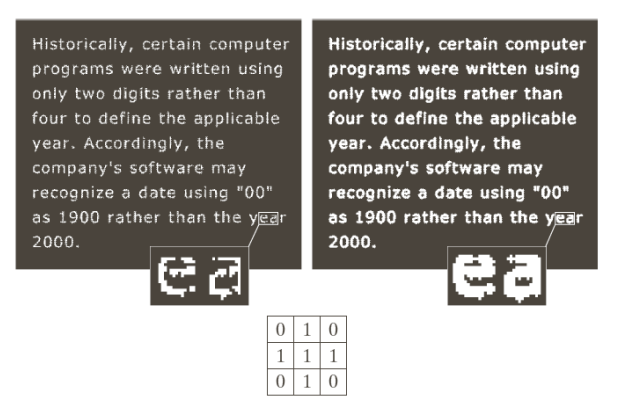 Historically, certain computer
programs were written using
only two digits rather than
four to define the applicable
year. Accordingly, the
company's software may
recognize a date using "00"
as 1900 rather than the year
2000.
ea
Historically, certain computer
programs were written using
only two digits rather than
four to define the applicable
year. Accordingly, the
company's software may
recognize a date using "00"
as 1900 rather than the year
2000.
ea
0 1 0
1 1 1
0 1 0